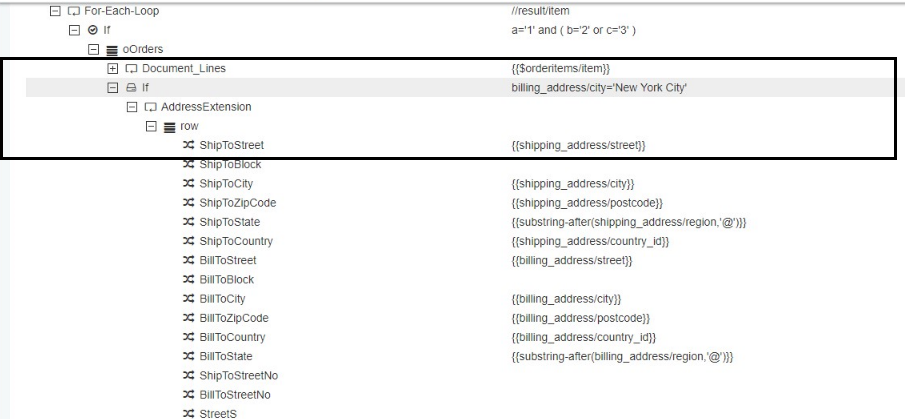 For-Each-Loop //result/item
If a='1' and ( b='2' or c='3' )
oOrders
Document_Lines {{$orderitems/item}}
If billing_address/city='New York City'
AddressExtension
row
ShipToStreet {{shipping_address/street}}
ShipToBlock
ShipToCity {{shipping_address/city}}
ShipToZipCode {{shipping_address/postcode}}
ShipToState {{substring-after(shipping_address/region,'@')}}
ShipToCountry {{shipping_address/country_id}}
BillToStreet {{billing_address/street}}
BillToBlock
BillToCity {{billing_address/city}}
BillToZipCode {{billing_address/postcode}}
BillToCountry {{billing_address/country_id}}
BillToState {{substring-after(billing_address/region,'@')}}
ShipToStreetNo
BillToStreetNo
StreetS